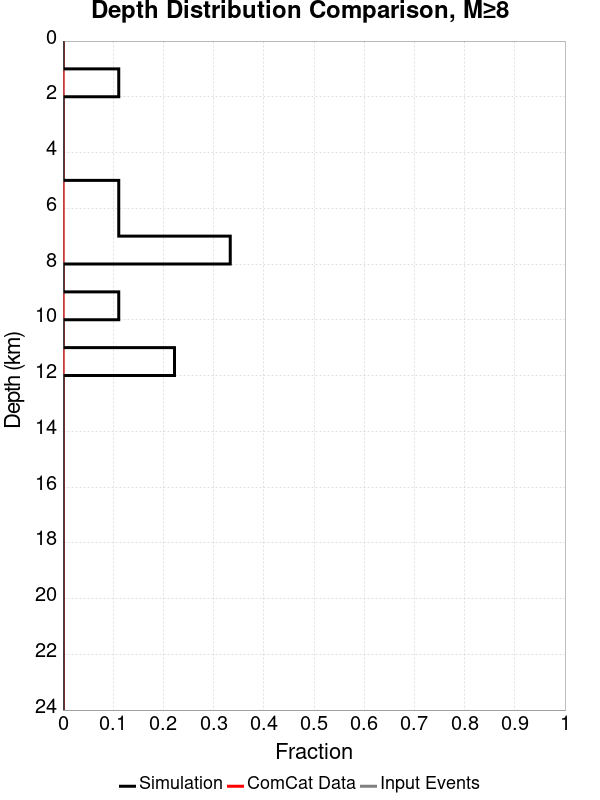 Depth Distribution Comparison, M≥8
0
2
4
6
8
10
12
14
16
18
20
22
24
Depth (km)
0 0.1 0.2 0.3 0.4 0.5 0.6 0.7 0.8 0.9 1
Fraction
Simulation ComCat Data Input Events